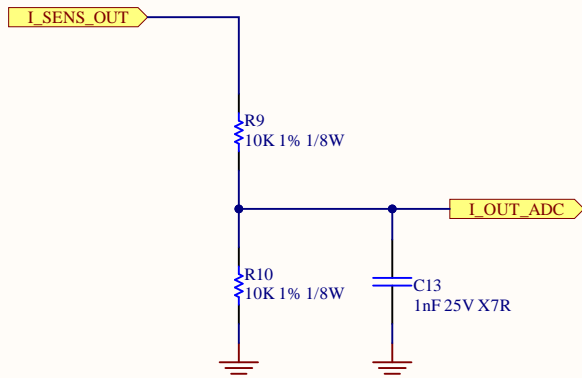 I_SENS_OUT
R9
10K 1% 1/8W
I_OUT_ADC
R10
10K 1% 1/8W
C13
1nF 25V X7R